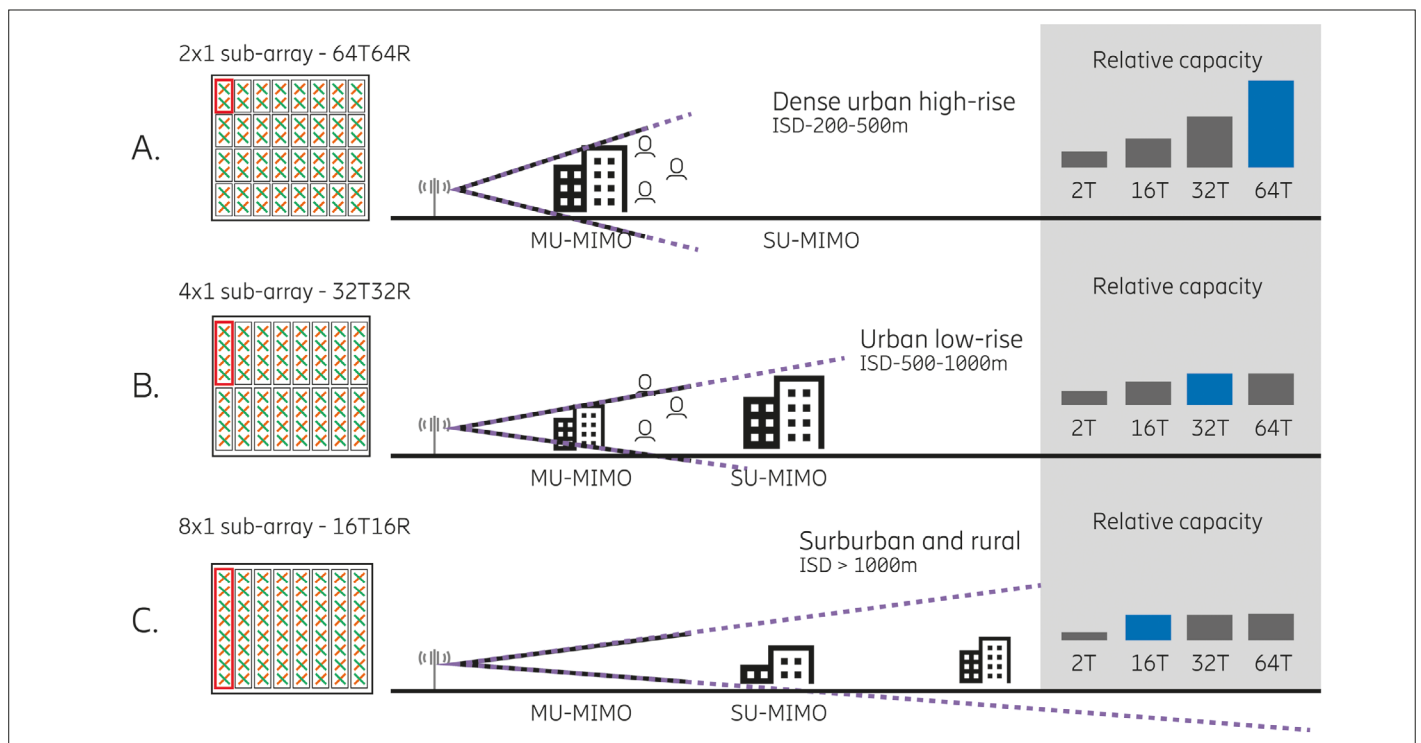 2x1 sub-array - 64T64R
A.
Dense urban high-rise
ISD-200-500m
MU-MIMO
SU-MIMO
Relative capacity
2T 16T 32T 64T
4x1 sub-array - 32T32R
B.
Urban low-rise
ISD-500-1000m
MU-MIMO
SU-MIMO
Relative capacity
2T 16T 32T 64T
8x1 sub-array - 16T16R
C.
Surburban and rural
ISD > 1000m
MU-MIMO
SU-MIMO
Relative capacity
2T 16T 32T 64T